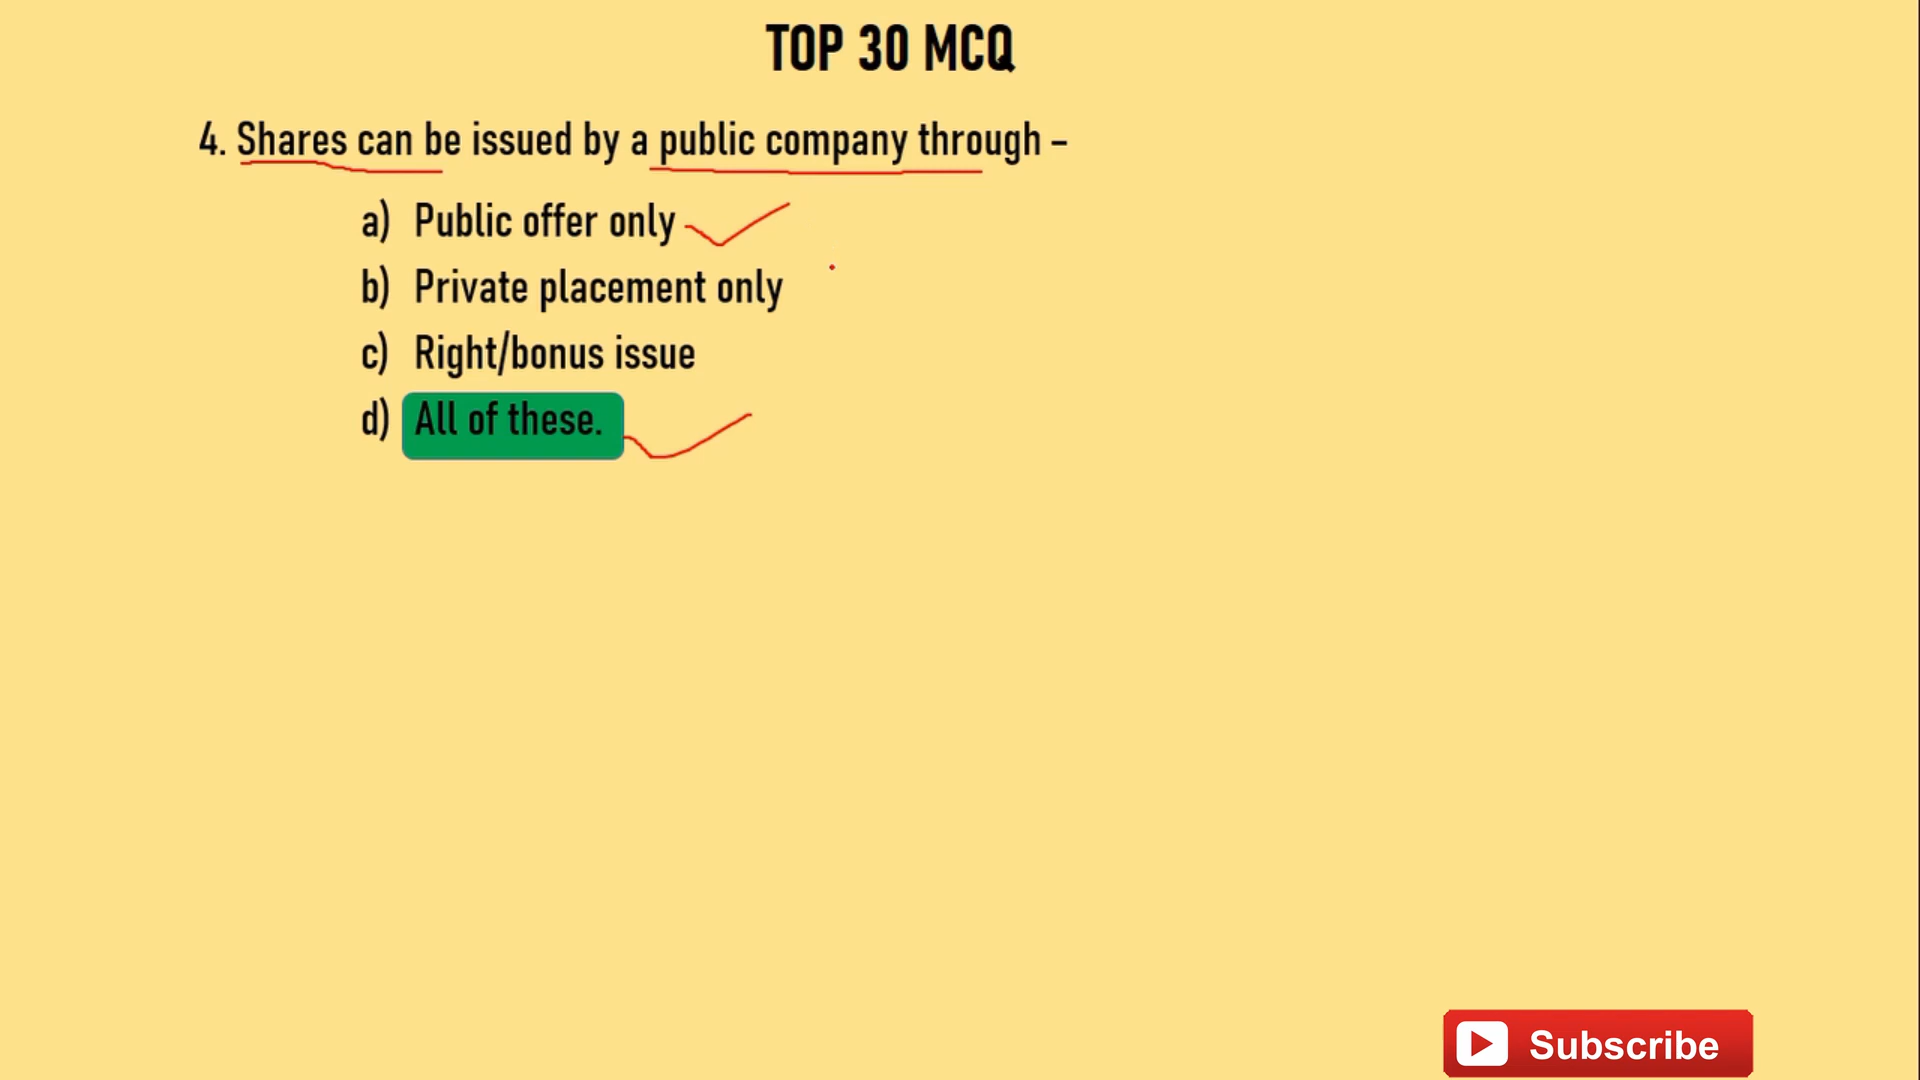 TOP 30 MCQ
4. Shares can be issued by a public company through –
a) Public offer only
b) Private placement only
c) Right/bonus issue
d) All of these.
Subscribe